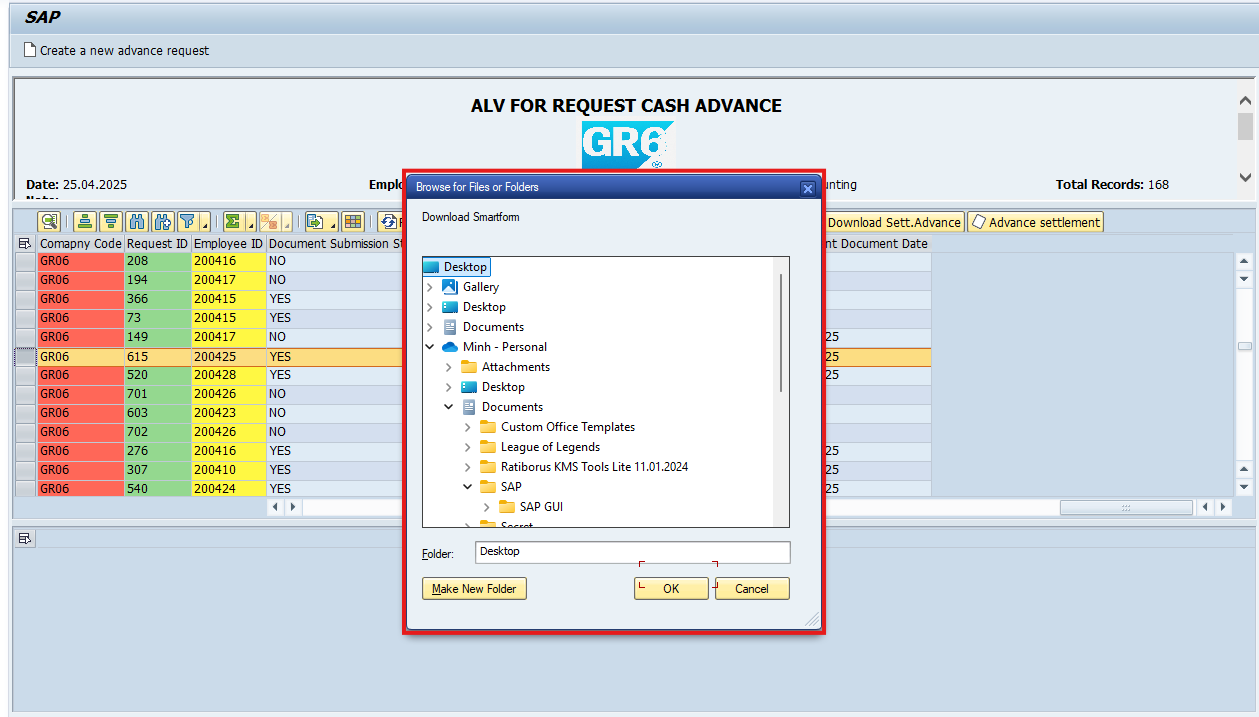 SAP
Create a new advance request
ALV FOR REQUEST CASH ADVANCE
GR6
Date: 25.04.2025
Emplo
unting
Total Records: 168
Download Sett.Advance
Advance settlement
Comapny Code Request ID Employee ID Document Submission St
nt Document Date
GR06 208 200416 NO
GR06 194 200417 NO
GR06 366 200415 YES
GR06 73 200415 YES
GR06 149 200417 NO 25
GR06 615 200425 YES 25
GR06 520 200428 YES 25
GR06 701 200426 NO
GR06 603 200423 NO
GR06 702 200426 NO
GR06 276 200416 YES 25
GR06 307 200410 YES 25
GR06 540 200424 YES 25
Browse for Files or Folders
Download Smartform
Desktop
Gallery
Desktop
Documents
Minh - Personal
Attachments
Desktop
Documents
Custom Office Templates
League of Legends
Ratiborus KMS Tools Lite 11.01.2024
SAP
SAP GUI
Secret
Folder: Desktop
Make New Folder
OK
Cancel